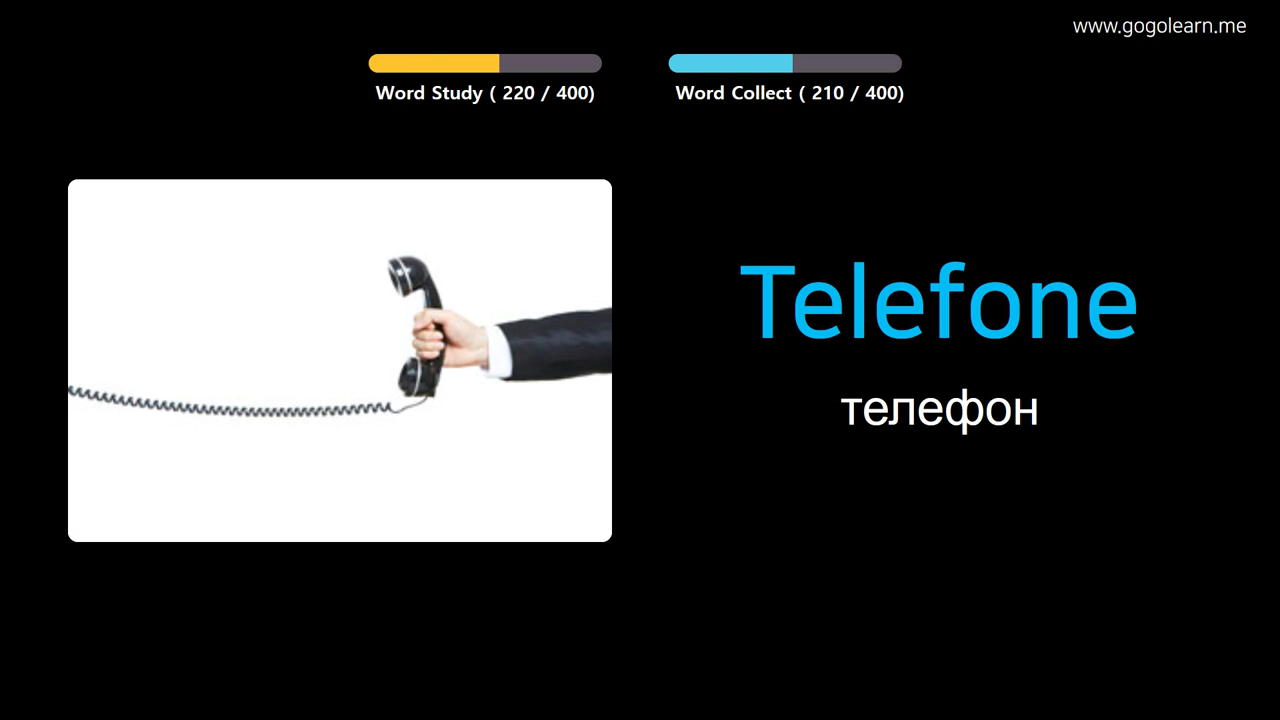 www.gogolearn.me
Word Study ( 220 / 400)
Word Collect ( 210 / 400)
Telefone
телефон